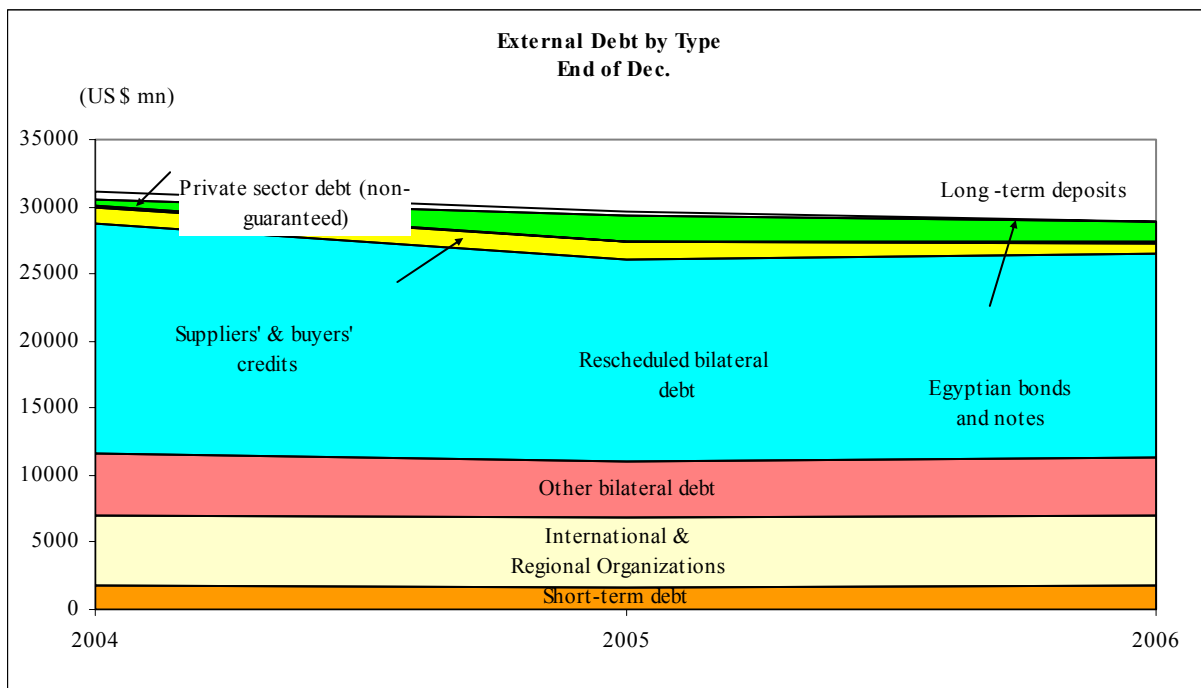 External Debt by Type
End of Dec.
(US $ mn)
35000
30000
25000
20000
15000
10000
5000
0
Private sector debt (non-
guaranteed)
Long -term deposits
Suppliers' & buyers'
credits
Rescheduled bilateral
debt
Egyptian bonds
and notes
Other bilateral debt
International &
Regional Organizations
Short-term debt
2004
2005
2006